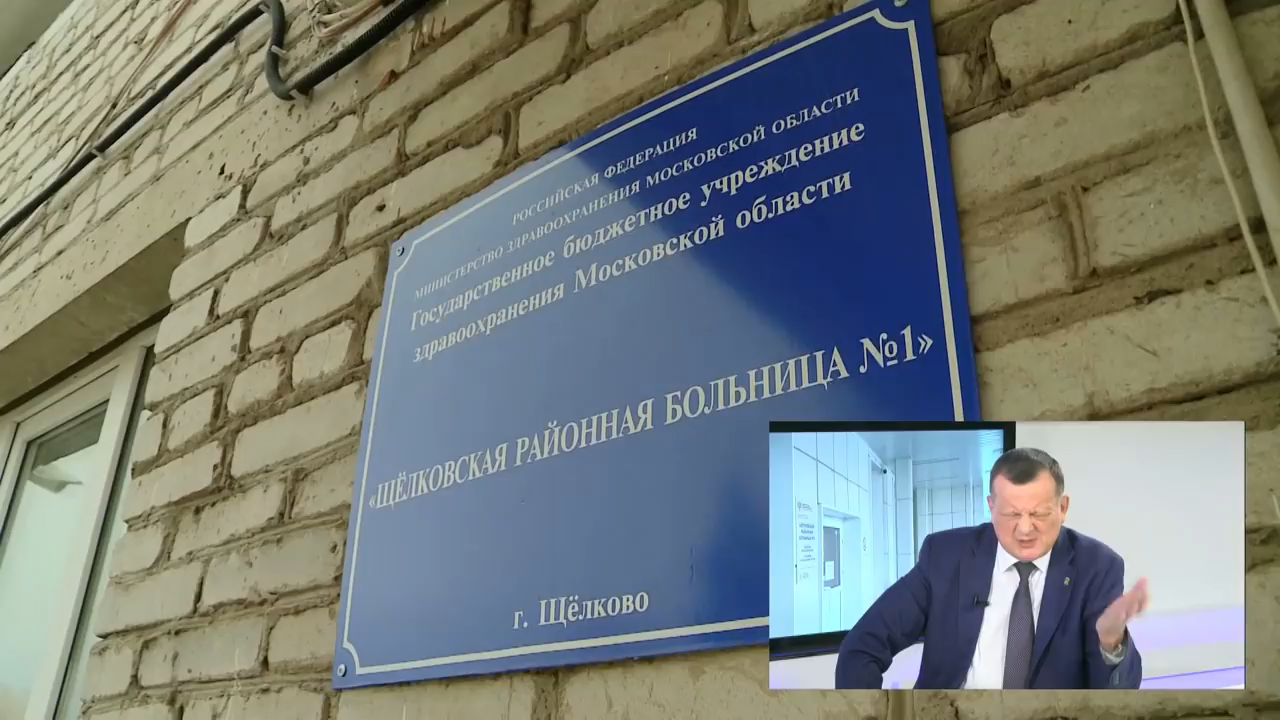 РОССИЙСКАЯ ФЕДЕРАЦИЯ
МИНИСТЕРСТВО ЗДРАВООХРАНЕНИЯ МОСКОВСКОЙ ОБЛАСТИ
Государственное бюджетное учреждение
здравоохранения Московской области
«ЩЁЛКОВСКАЯ РАЙОННАЯ БОЛЬНИЦА №1»
г. Щёлково